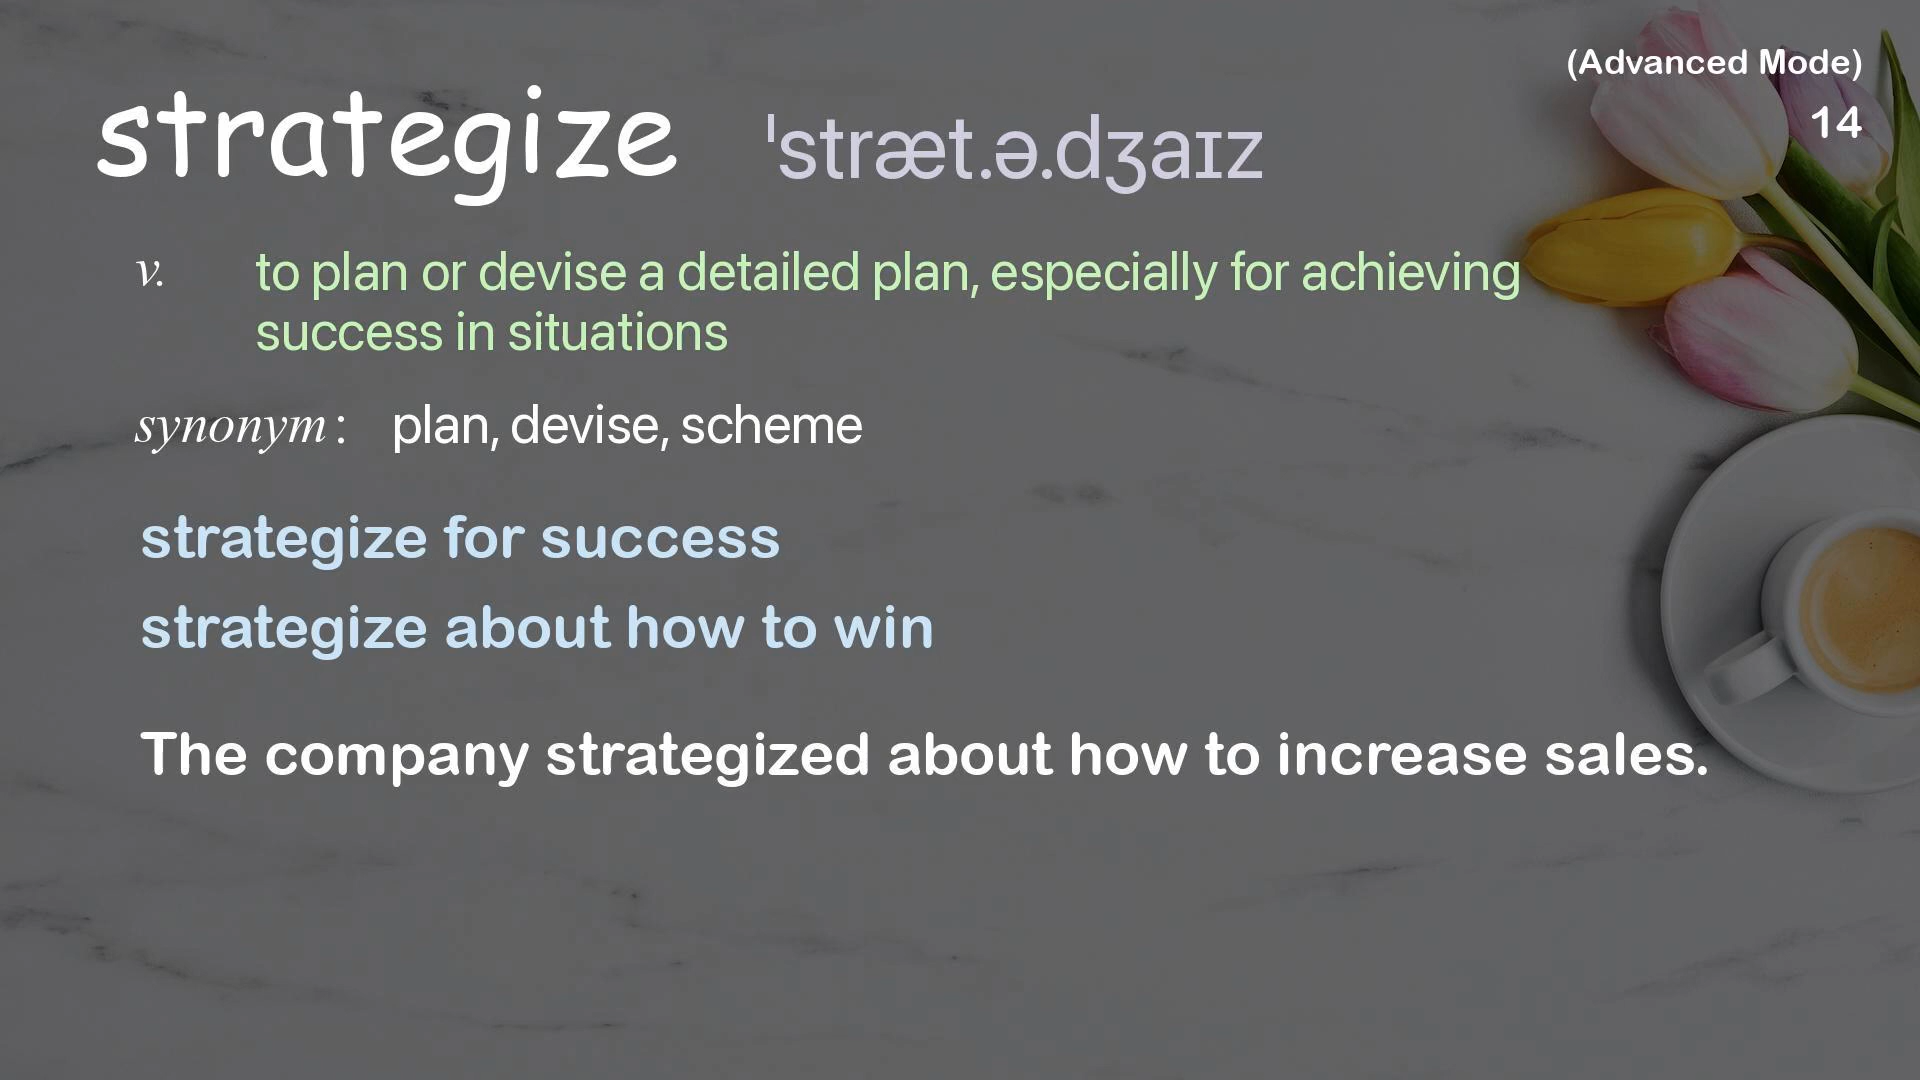 (Advanced Mode)
14
strategize ˈstræt.ə.dʒaɪz
v. to plan or devise a detailed plan, especially for achieving
success in situations
synonym: plan, devise, scheme
strategize for success
strategize about how to win
The company strategized about how to increase sales.